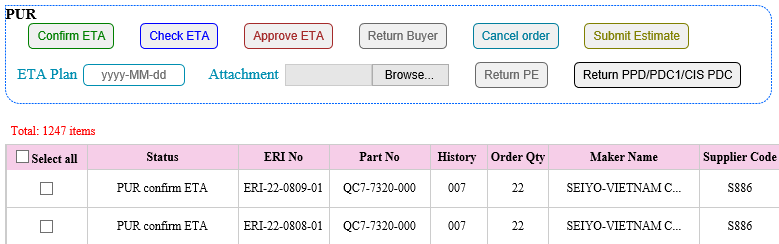 PUR
Confirm ETA Check ETA Approve ETA Return Buyer Cancel order Submit Estimate
ETA Plan yyyy-MM-dd Attachment Browse... Return PE Return PPD/PDC1/CIS PDC
Total: 1247 items
Select all Status ERI No Part No History Order Qty Maker Name Supplier Code
PUR confirm ETA ERI-22-0809-01 QC7-7320-000 007 22 SEIYO-VIETNAM C... S886
PUR confirm ETA ERI-22-0808-01 QC7-7320-000 007 22 SEIYO-VIETNAM C... S886